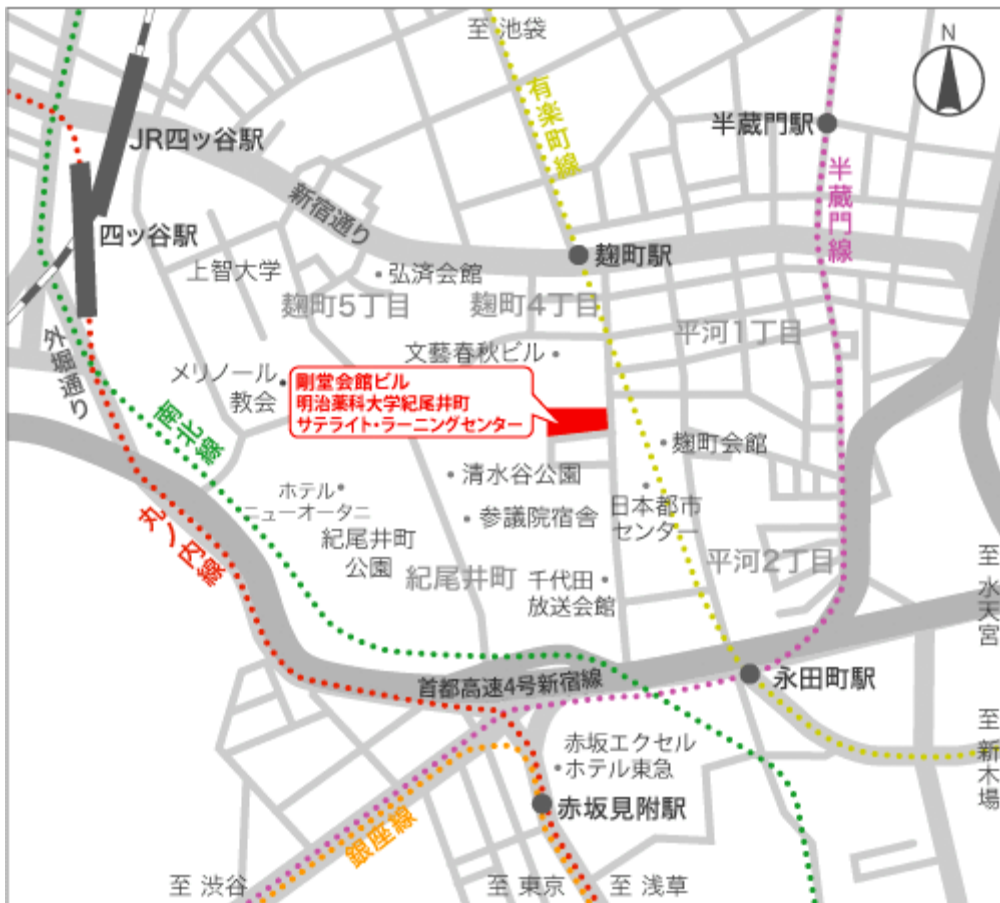 至 池袋
N
有楽町線
半蔵門駅
JR四ッ谷駅
半蔵門線
新宿通り
四ッ谷駅
麹町駅
上智大学
弘済会館
麹町5丁目
麹町4丁目
平河1丁目
外堀通り
文藝春秋ビル
メリノール
教会
剛堂会館ビル
明治薬科大学紀尾井町
サテライト・ラーニングセンター
南北線
麹町会館
清水谷公園
ホテル
ニューオータニ
日本都市
センター
参議院宿舎
丸ノ内線
紀尾井町
公園
平河2丁目
紀尾井町
千代田
放送会館
至 水天宮
首都高速4号新宿線
永田町駅
至 新木場
赤坂エクセル
ホテル東急
赤坂見附駅
銀座線
至 渋谷
至 東京
至 浅草